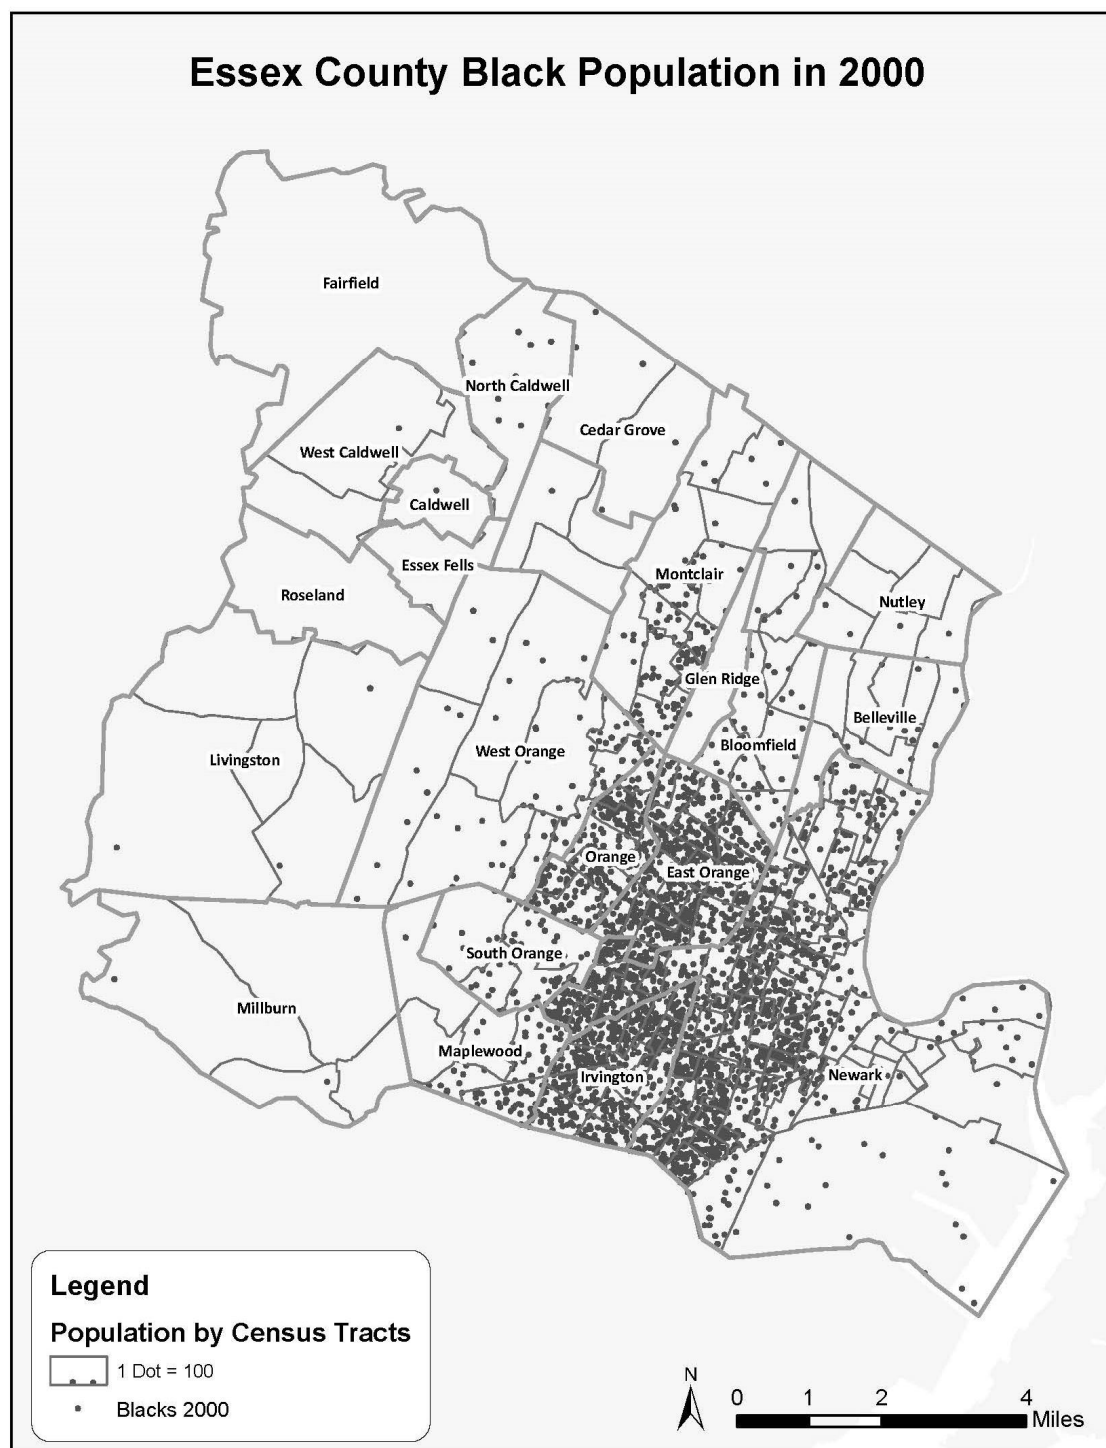 Essex County Black Population in 2000
Fairfield
North Caldwell
Cedar Grove
West Caldwell
Caldwell
Essex Fells
Montclair
Roseland
Nutley
Glen Ridge
Belleville
Bloomfield
West Orange
Livingston
Orange
East Orange
South Orange
Millburn
Maplewood
Irvington
Newark
Legend
Population by Census Tracts
1 Dot = 100
Blacks 2000
N
0 1 2 4
Miles